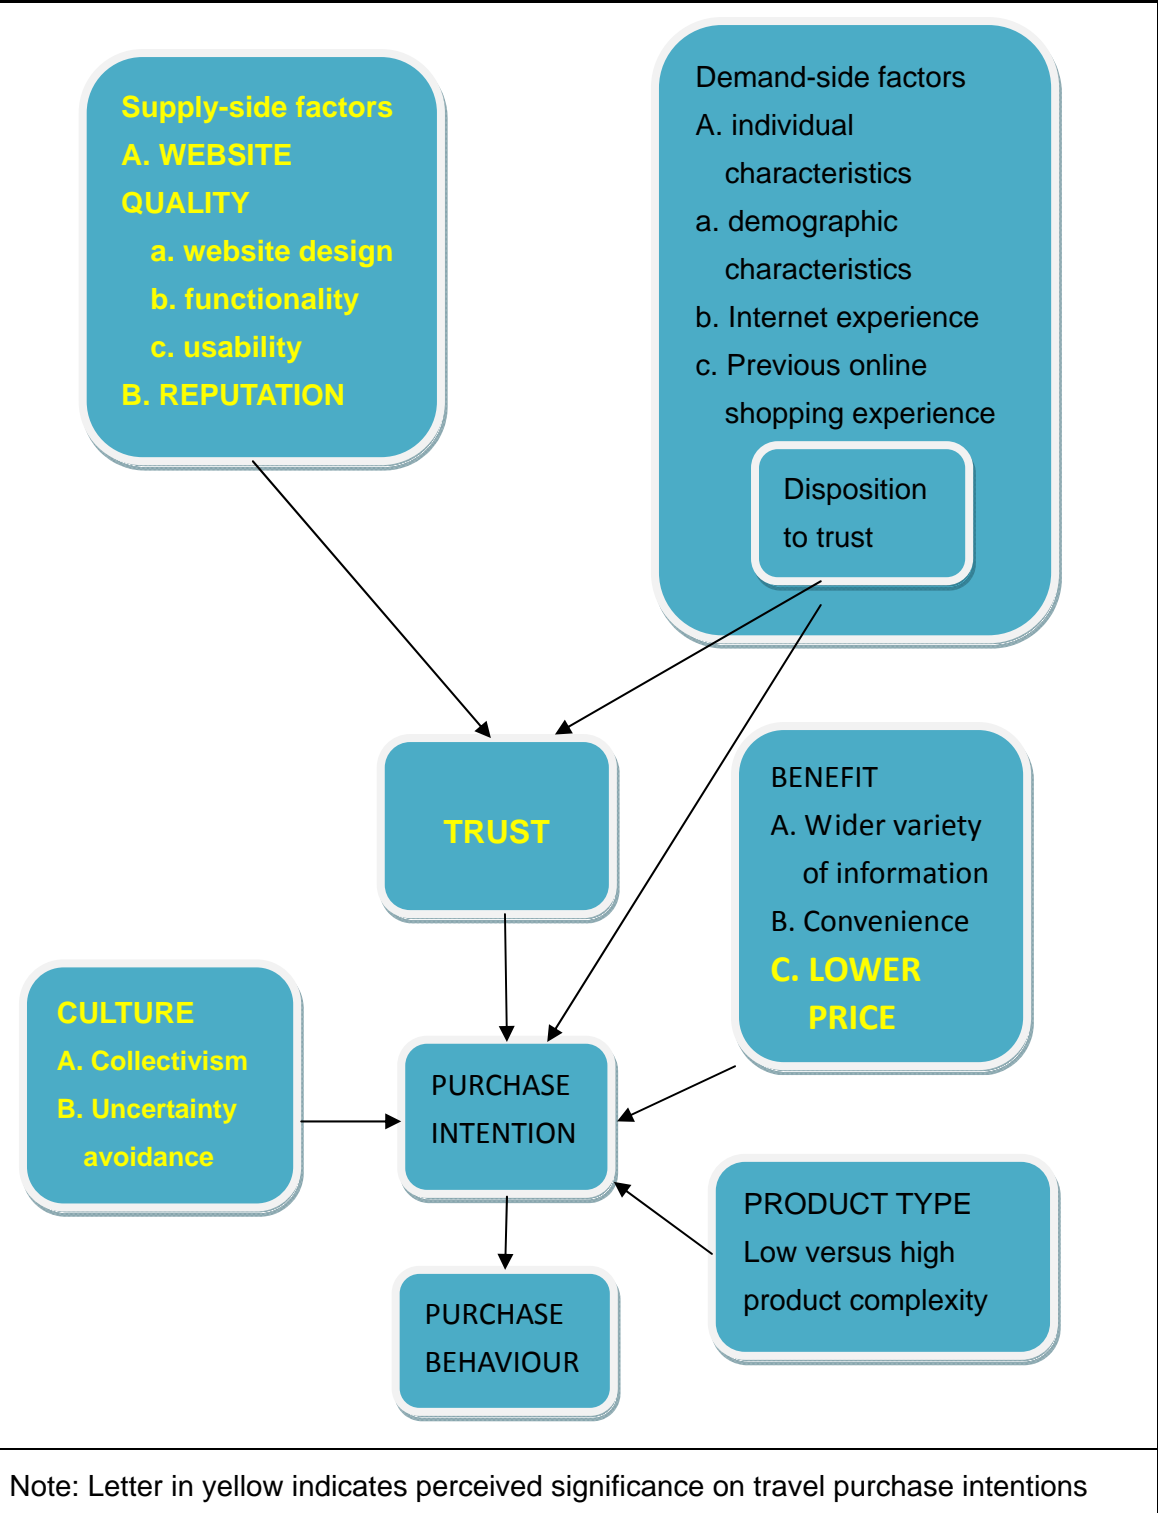 Supply-side factors
A. WEBSITE
QUALITY
a. website design
b. functionality
c. usability
B. REPUTATION
Demand-side factors
A. individual
characteristics
a. demographic
characteristics
b. Internet experience
c. Previous online
shopping experience
Disposition
to trust
TRUST
BENEFIT
A. Wider variety
of information
B. Convenience
C. LOWER
PRICE
CULTURE
A. Collectivism
B. Uncertainty
avoidance
PURCHASE
INTENTION
PRODUCT TYPE
Low versus high
product complexity
PURCHASE
BEHAVIOUR
Note: Letter in yellow indicates perceived significance on travel purchase intentions